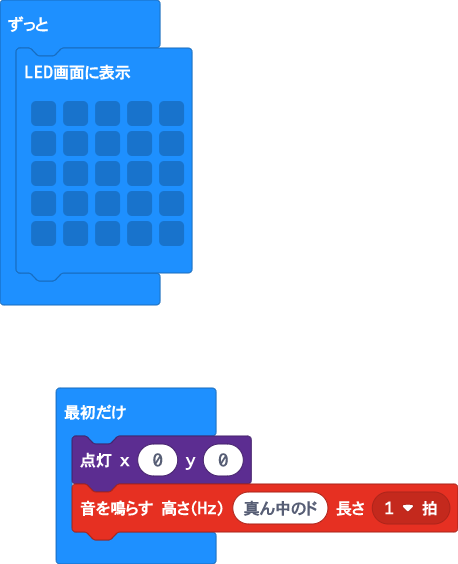 ずっと
LED画面に表示
最初だけ
点灯 x 0 y 0
音を鳴らす 高さ(Hz) 真ん中のド 長さ 1 拍